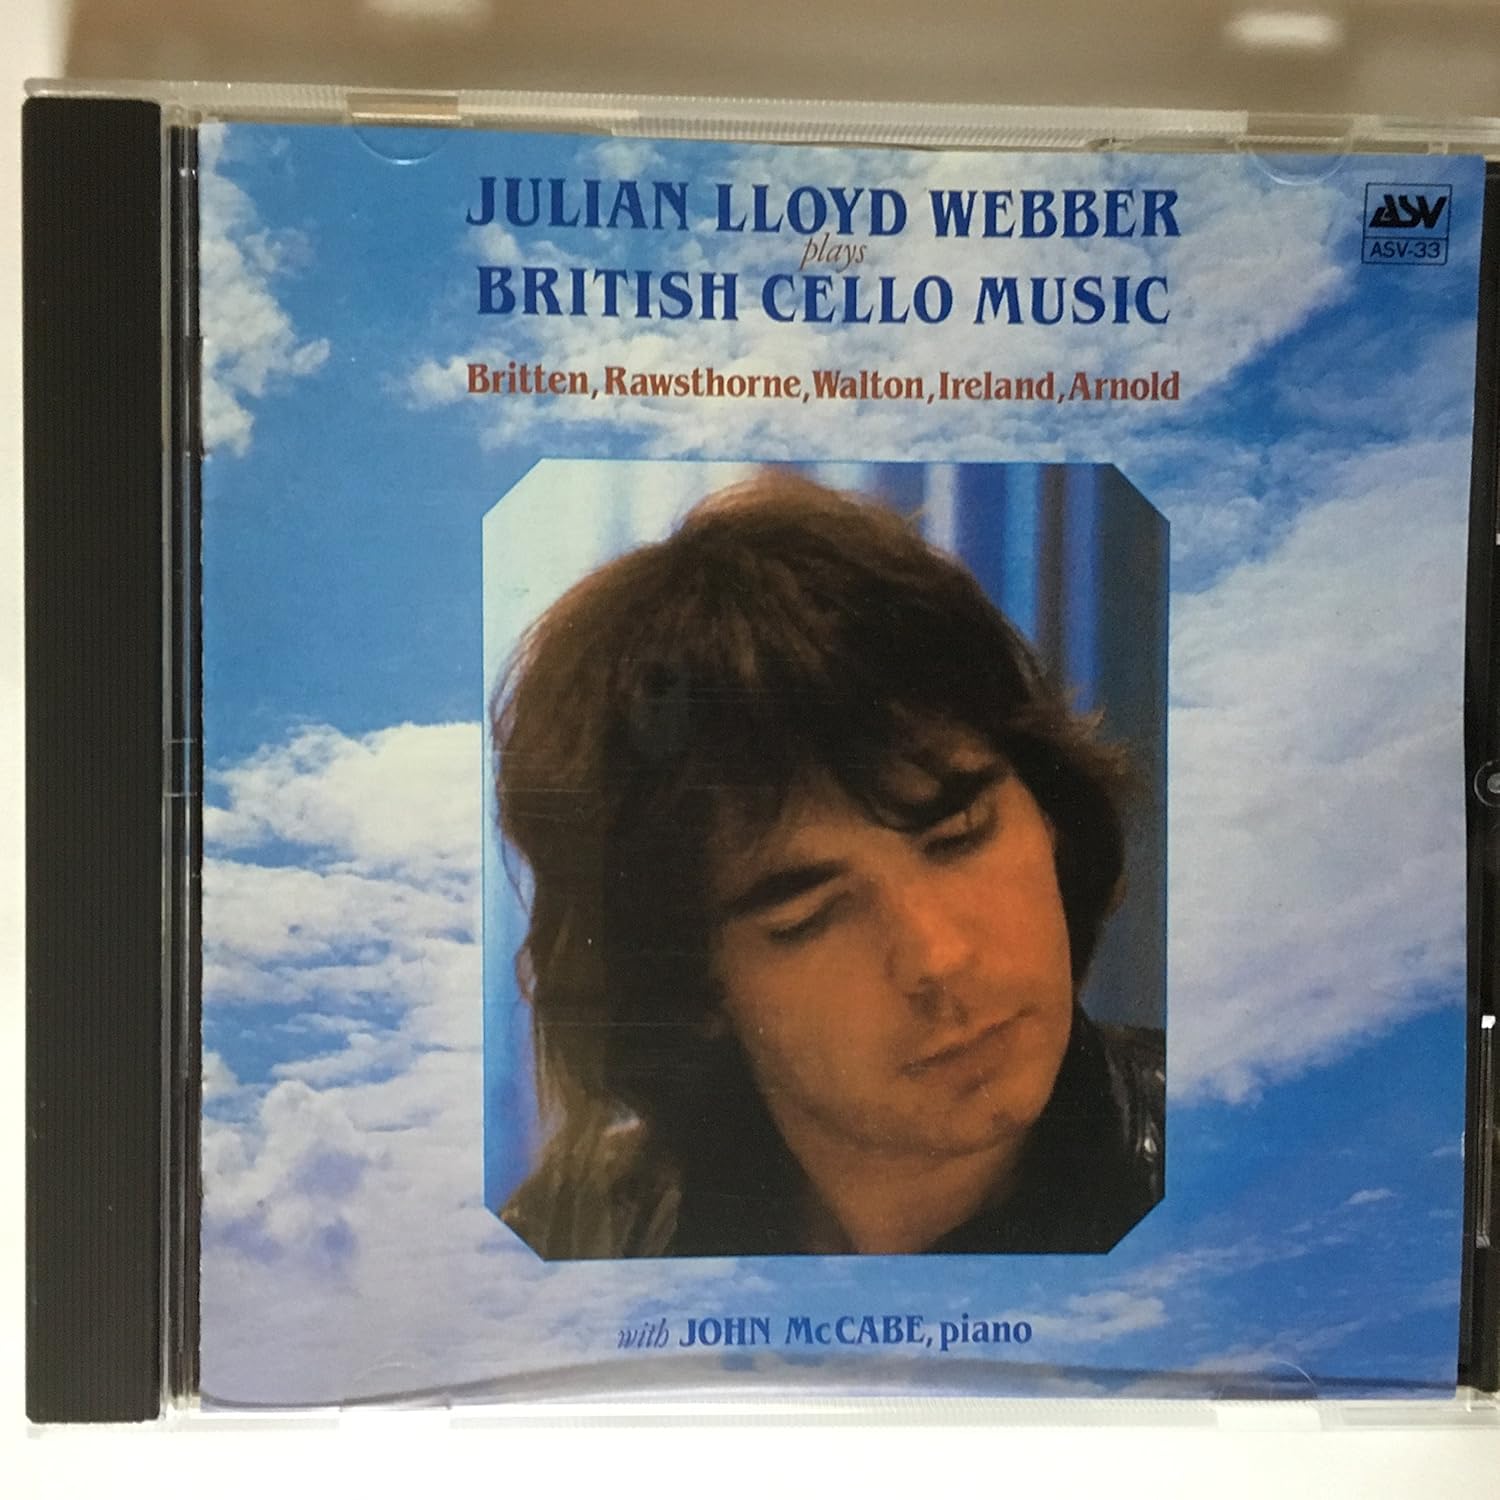 JULIAN LLOYD WEBBER
plays
BRITISH CELLO MUSIC
ASV
ASV-33
Britten, Rawsthorne, Walton, Ireland, Arnold
with JOHN McCABE, piano